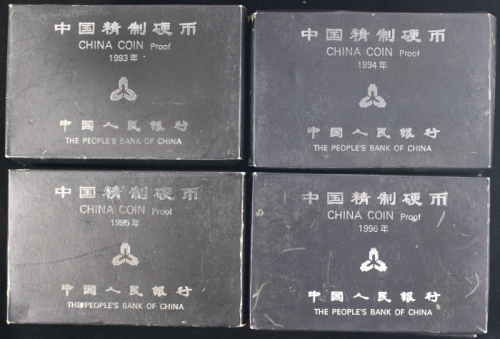 中国精制硬币
CHINA COIN Proof
1993年
中国人民银行
THE PEOPLE'S BANK OF CHINA
中国精制硬币
CHINA COIN Proof
1994年
中国人民银行
THE PEOPLE'S BANK OF CHINA
中国精制硬币
CHINA COIN Proof
1995年
中国人民银行
THE PEOPLE'S BANK OF CHINA
中国精制硬币
CHINA COIN Proof
1996年
中国人民银行
THE PEOPLE'S BANK OF CHINA